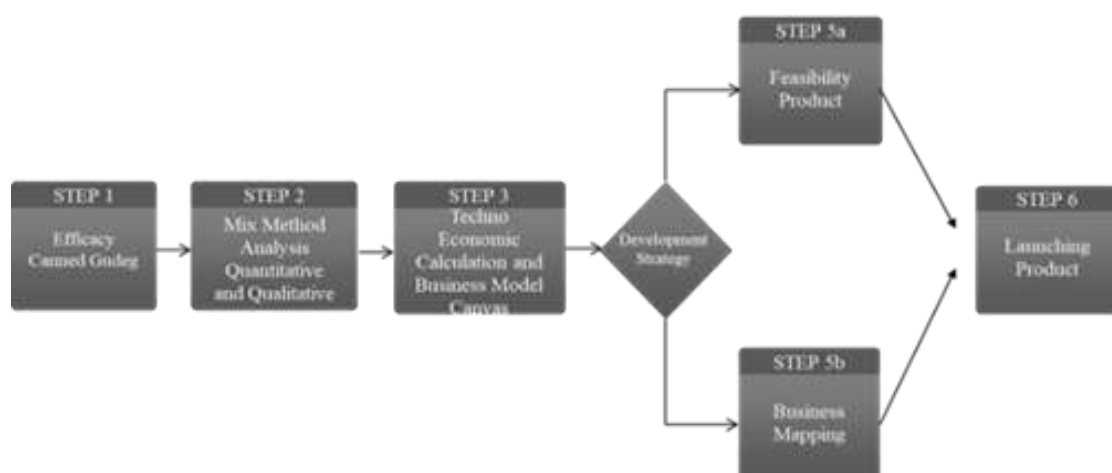 STEP 1
Efficacy
Canned Gudeg
STEP 2
Mix Method
Analysis
Quantitative
and Qualitative
STEP 3
Techno
Economic
Calculation and
Business Model
Canvas
Development
Strategy
STEP 5a
Feasibility
Product
STEP 5b
Business
Mapping
STEP 6
Launching
Product